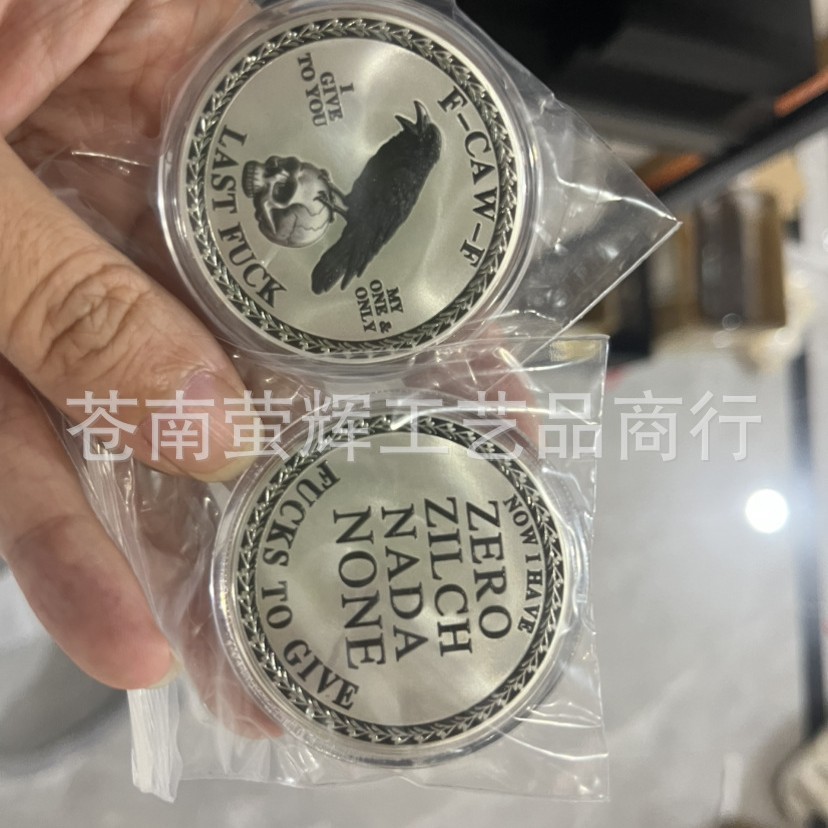 F-CAW-F
I
GIVE
TO YOU
MY
ONE &
ONLY
LAST FUCK
苍南萤辉工艺品商行
NOW I HAVE
ZERO
ZILCH
NADA
NONE
FUCKS TO GIVE